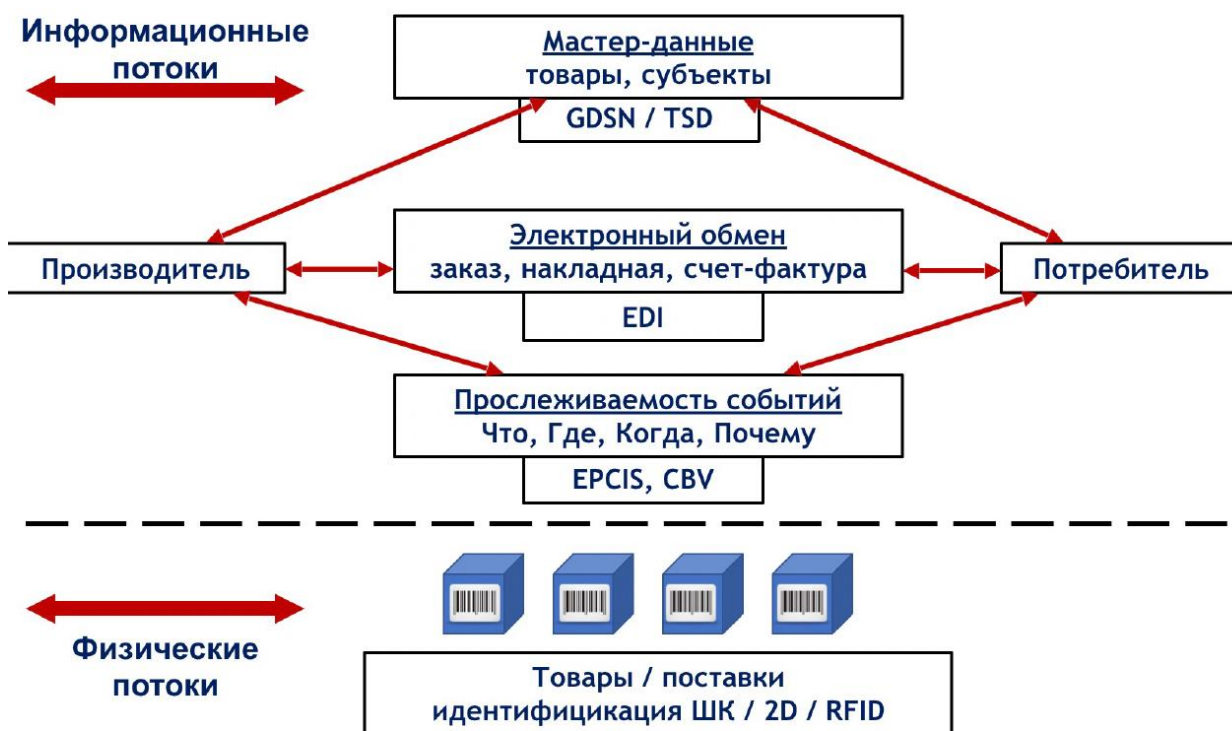 Информационные
потоки
Мастер-данные
товары, субъекты
GDSN / TSD
Производитель
Электронный обмен
заказ, накладная, счет-фактура
EDI
Потребитель
Прослеживаемость событий
Что, Где, Когда, Почему
EPCIS, CBV
Физические
потоки
Товары / поставки
идентифицикация ШК / 2D / RFID